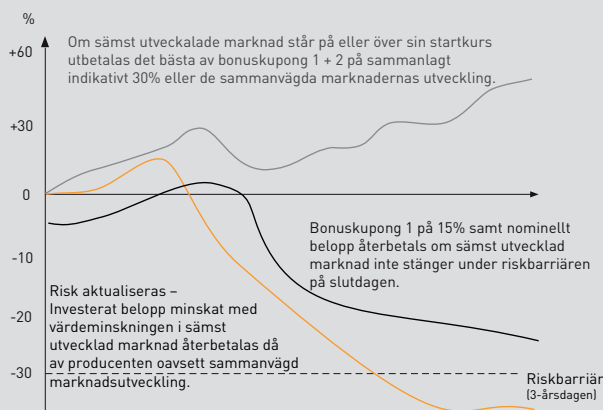 %
+60
Om sämst utveckalade marknad står på eller över sin startkurs
utbetalas det bästa av bonuskupong 1 + 2 på sammanlagt
indikativt 30% eller de sammanvägda marknadernas utveckling.
+30
0
Bonuskupong 1 på 15% samt nominellt
belopp återbetals om sämst utvecklad
marknad inte stänger under riskbarriären
på slutdagen.
-10
Risk aktualiseras –
Investerat belopp minskat med
värdeminskningen i sämst
utvecklad marknad återbetalas då
av producenten oavsett sammanvägd
marknadsutveckling.
-20
-30
Riskbarriär
(3-årsdagen)